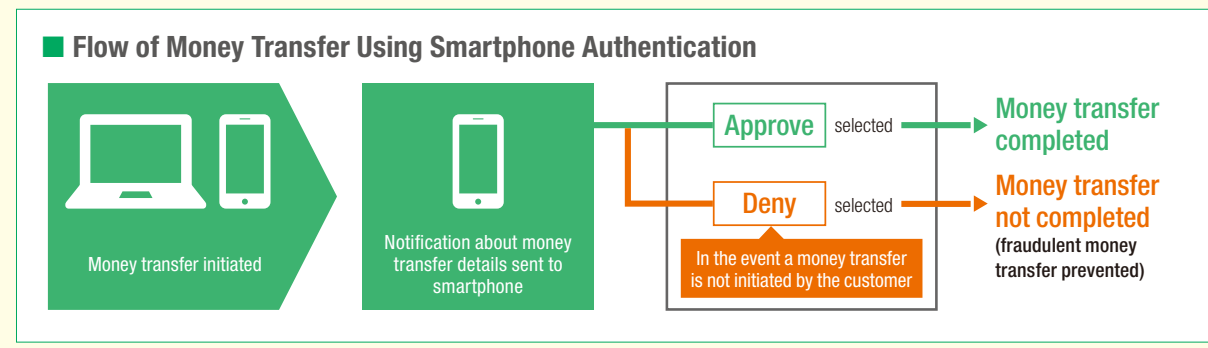 Flow of Money Transfer Using Smartphone Authentication
Money transfer initiated
Notification about money
transfer details sent to
smartphone
Approve selected
Deny selected
In the event a money transfer
is not initiated by the customer
Money transfer
completed
Money transfer
not completed
(fraudulent money
transfer prevented)